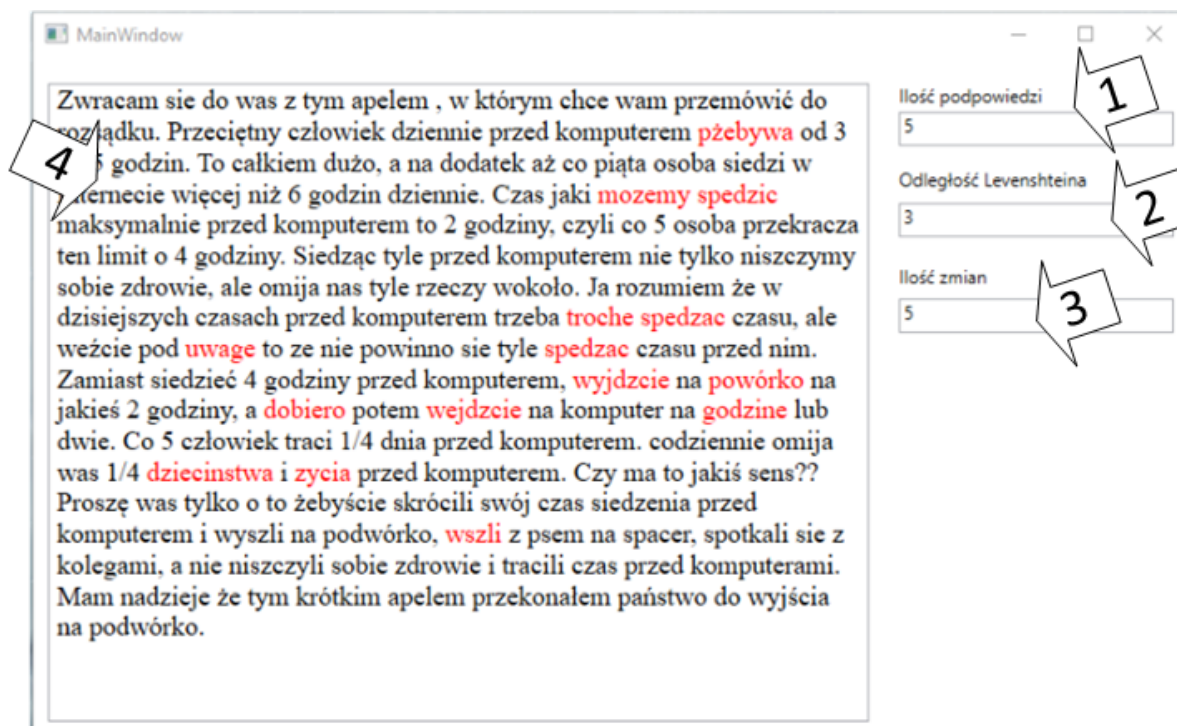 MainWindow
Zwracam sie do was z tym apelem , w którym chce wam przemówić do
Przeciętny człowiek dziennie przed komputerem pżebywa od 3
5 godzin. To całkiem dużo, a na dodatek aż co piąta osoba siedzi w
więcej niż 6 godzin dziennie. Czas jaki mozemy spedzic
maksymalnie przed komputerem to 2 godziny, czyli co 5 osoba przekracza
ten limit o 4 godziny. Siedząc tyle przed komputerem nie tylko niszczymy
sobie zdrowie, ale omija nas tyle rzeczy wokoło. Ja rozumiem że w
dzisiejszych czasach przed komputerem trzeba troche spedzac czasu, ale
weźcie pod uwage to ze nie powinno sie tyle spedzac czasu przed nim.
Zamiast siedzieć 4 godziny przed komputerem, wyjdzcie na powórko na
jakieś 2 godziny, a dobiero potem wejdzcie na komputer na godzine lub
dwie. Co 5 człowiek traci 1/4 dnia przed komputerem. codziennie omija
was 1/4 dziecinstwa i zycia przed komputerem. Czy ma to jakiś sens??
Proszę was tylko o to żebyście skrócili swój czas siedzenia przed
komputerem i wyszli na podwórko, wszli z psem na spacer, spotkali sie z
kolegami, a nie niszczyli sobie zdrowie i tracili czas przed komputerami.
Mam nadzieje że tym krótkim apelem przekonałem państwo do wyjścia
na podwórko.
4
Ilość podpowiedzi
5
1
Odległość Levenshteina
3
2
Ilość zmian
5
3